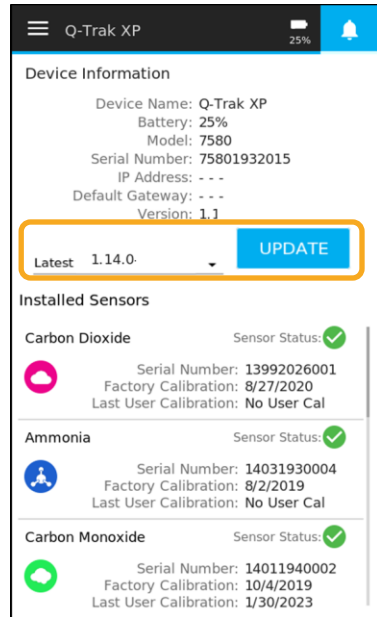 Q-Trak XP
25%
Device Information
Device Name: Q-Trak XP
Battery: 25%
Model: 7580
Serial Number: 75801932015
IP Address: - - -
Default Gateway: - - -
Version:
Latest 1.14.0
UPDATE
Installed Sensors
Carbon Dioxide Sensor Status:
Serial Number: 13992026001
Factory Calibration: 8/27/2020
Last User Calibration: No User Cal
Ammonia Sensor Status:
Serial Number: 14031930004
Factory Calibration: 8/2/2019
Last User Calibration: No User Cal
Carbon Monoxide Sensor Status:
Serial Number: 14011940002
Factory Calibration: 10/4/2019
Last User Calibration: 1/30/2023